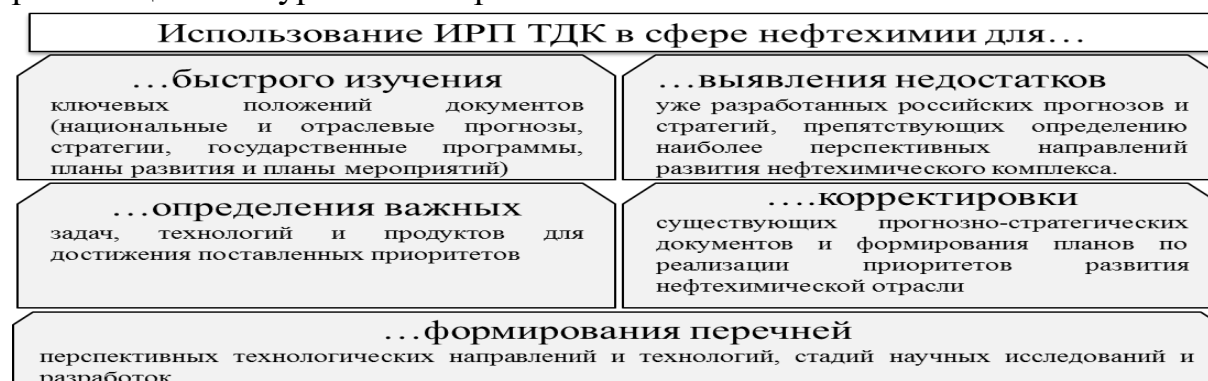 Использование ИРП ТДК в сфере нефтехимии для…
…быстрого изучения
ключевых положений документов
(национальные и отраслевые прогнозы,
стратегии, государственные программы,
планы развития и планы мероприятий)
…выявления недостатков
уже разработанных российских прогнозов и
стратегий, препятствующих определению
наиболее перспективных направлений
развития нефтехимического комплекса.
…определения важных
задач, технологий и продуктов для
достижения поставленных приоритетов
….корректировки
существующих прогнозно-стратегических
документов и формирования планов по
реализации приоритетов развития
нефтехимической отрасли
…формирования перечней
перспективных технологических направлений и технологий, стадий научных исследований и
разработок